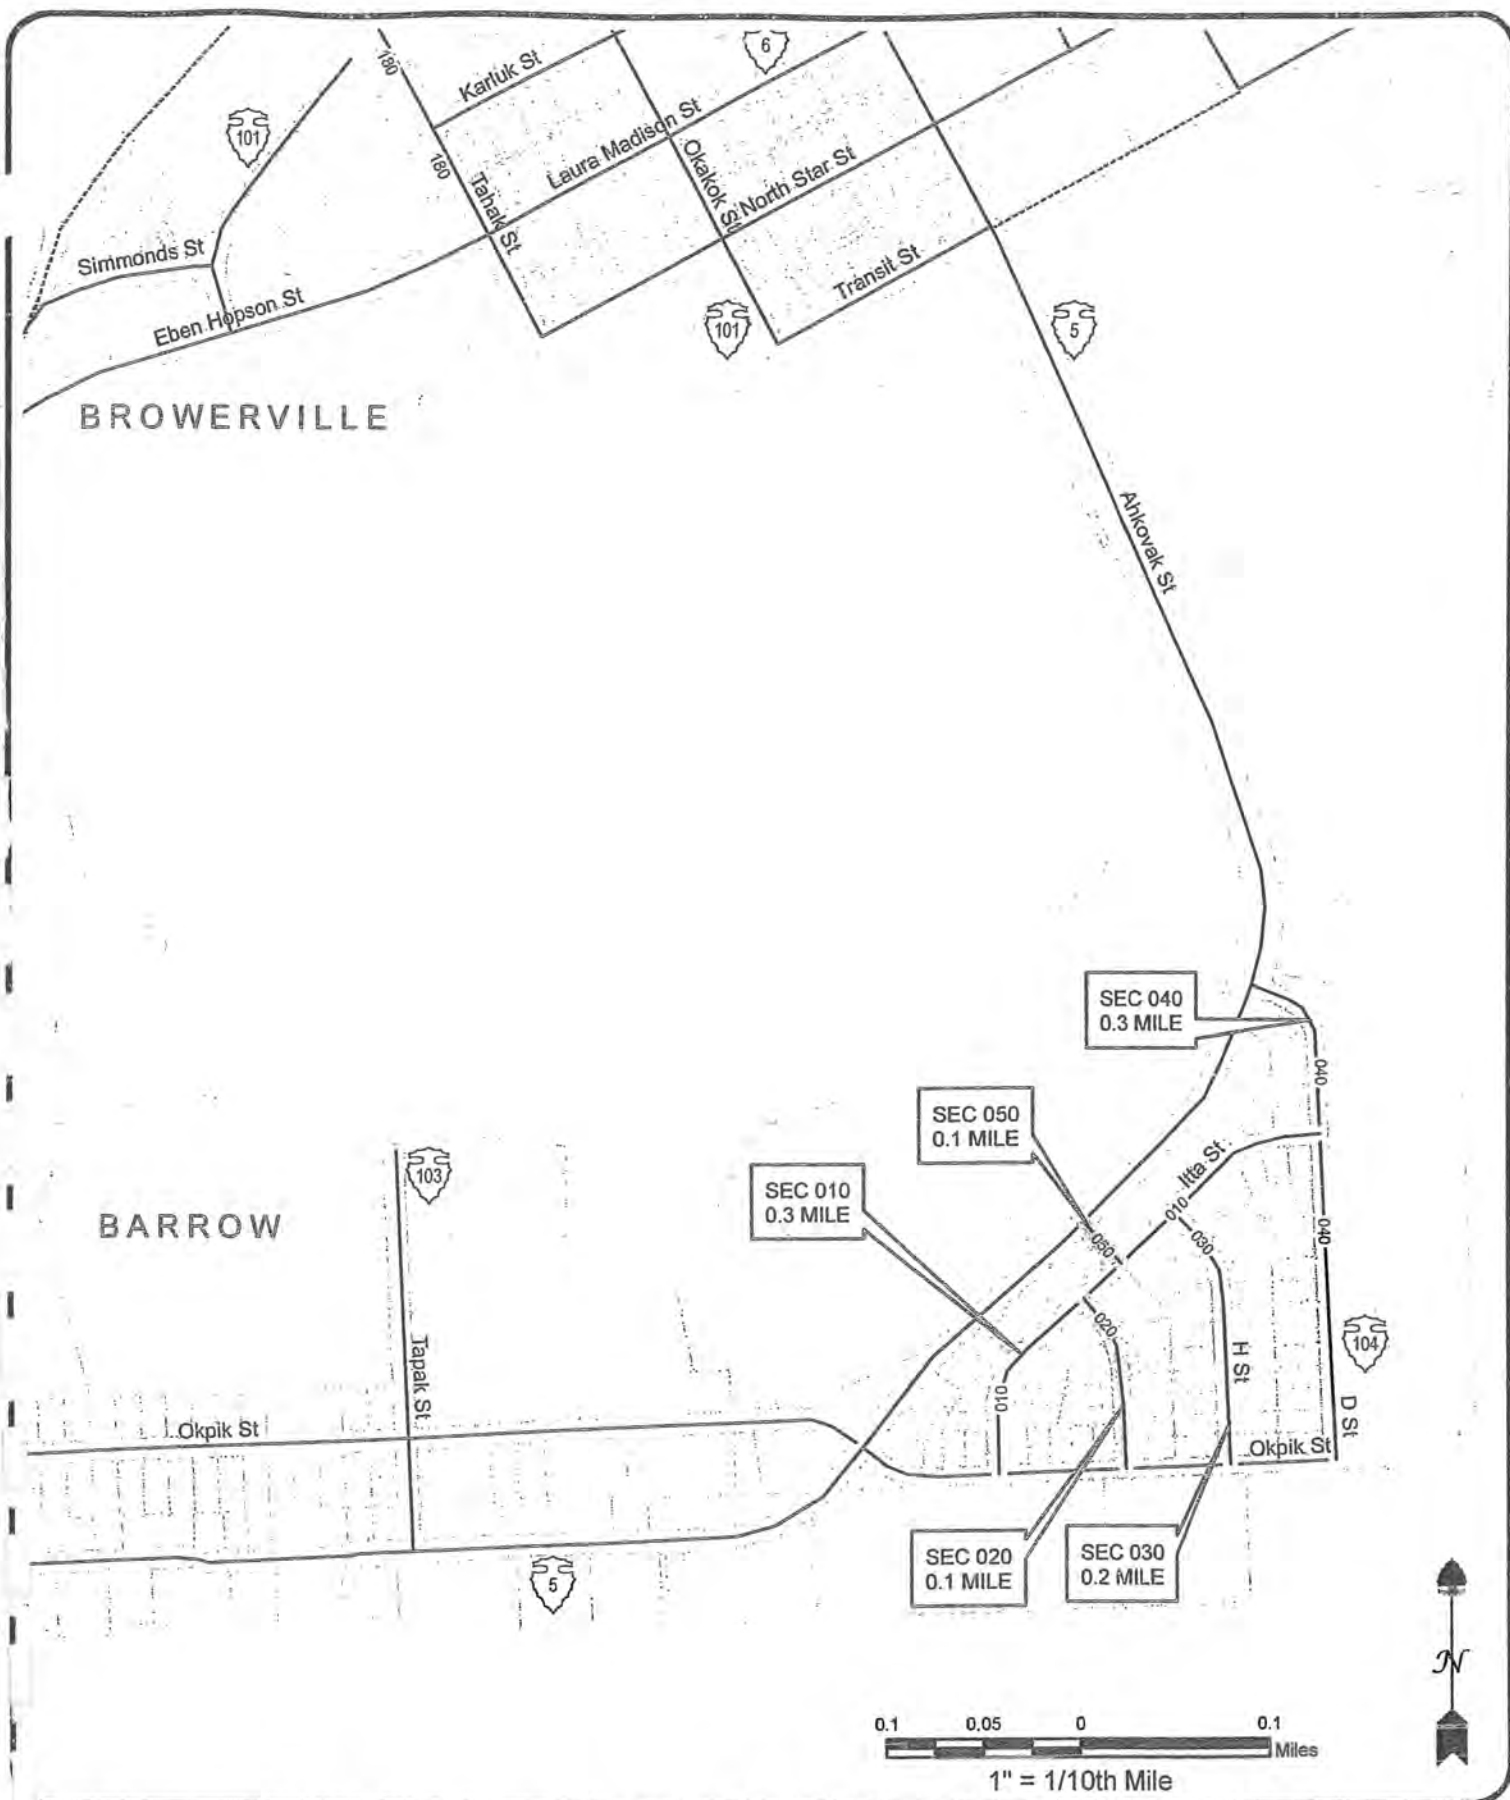 180
Karluk St
6
101
180
Laura Madison St
Okakok St
North Star St
Tahak St
Simmonds St
Transit St
Eben Hopson St
101
5
BROWERVILLE
Ahkovak St
SEC 040
0.3 MILE
040
SEC 050
0.1 MILE
Itta St
103
SEC 010
0.3 MILE
010
BARROW
040
050
030
020
Tapak St
H St
104
010
D St
Okpik St
Okpik St
SEC 020
0.1 MILE
SEC 030
0.2 MILE
5
N
0.1 0.05 0 0.1
Miles
1" = 1/10th Mile